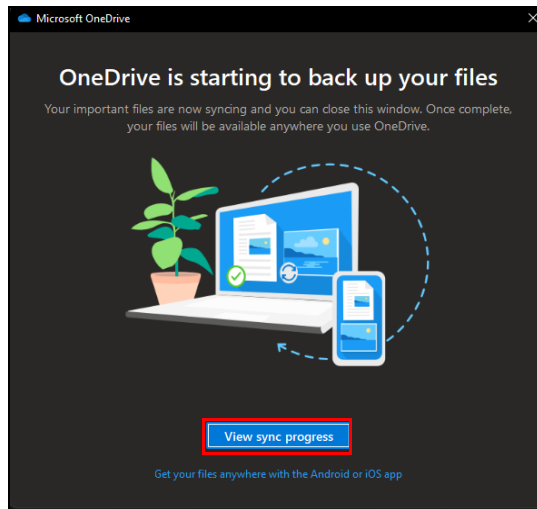 Microsoft OneDrive
OneDrive is starting to back up your files
Your important files are now syncing and you can close this window. Once complete,
your files will be available anywhere you use OneDrive.
View sync progress
Get your files anywhere with the Android or iOS app